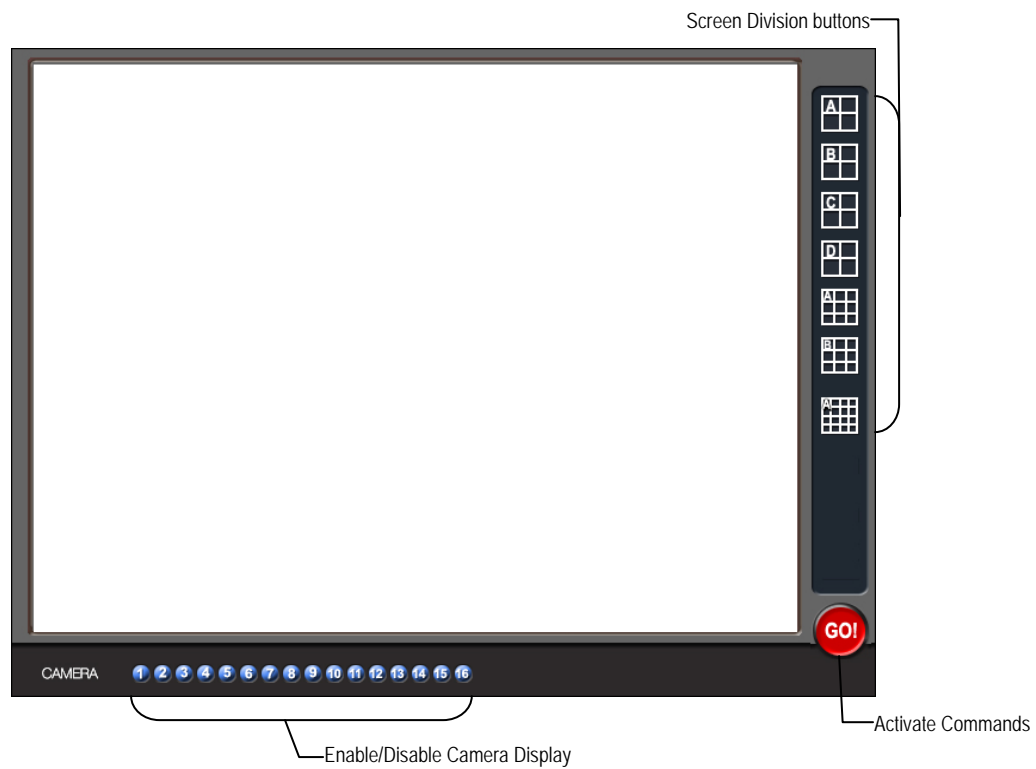 Screen Division buttons
A
B
C
D
A
B
A
GO!
CAMERA 1 2 3 4 5 6 7 8 9 10 11 12 13 14 15 16
Activate Commands
Enable/Disable Camera Display